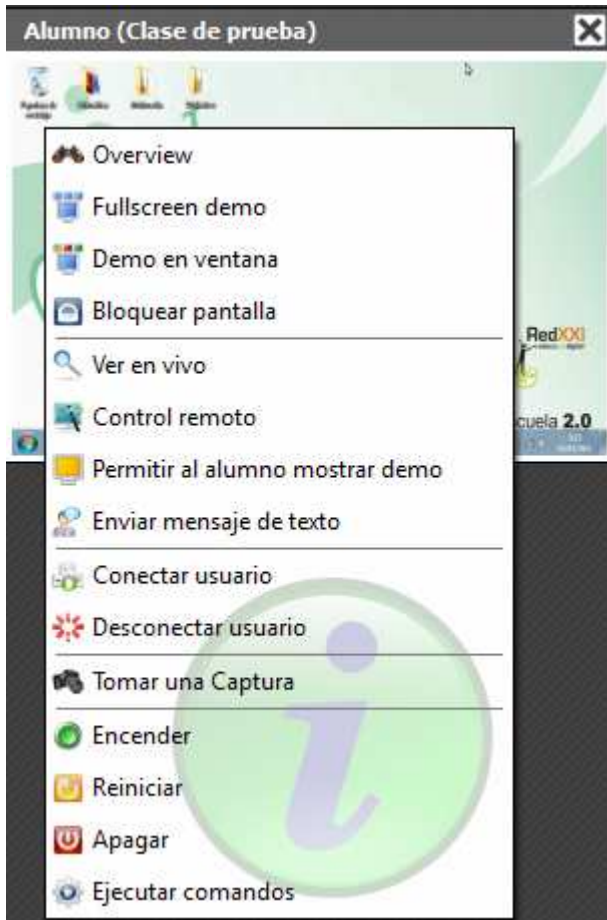 Alumno (Clase de prueba)
Overview
Fullscreen demo
Demo en ventana
Bloquear pantalla
RedXXI
Ver en vivo
Control remoto
cuela 2.0
Permitir al alumno mostrar demo
Enviar mensaje de texto
Conectar usuario
Desconectar usuario
Tomar una Captura
Encender
Reiniciar
Apagar
Ejecutar comandos